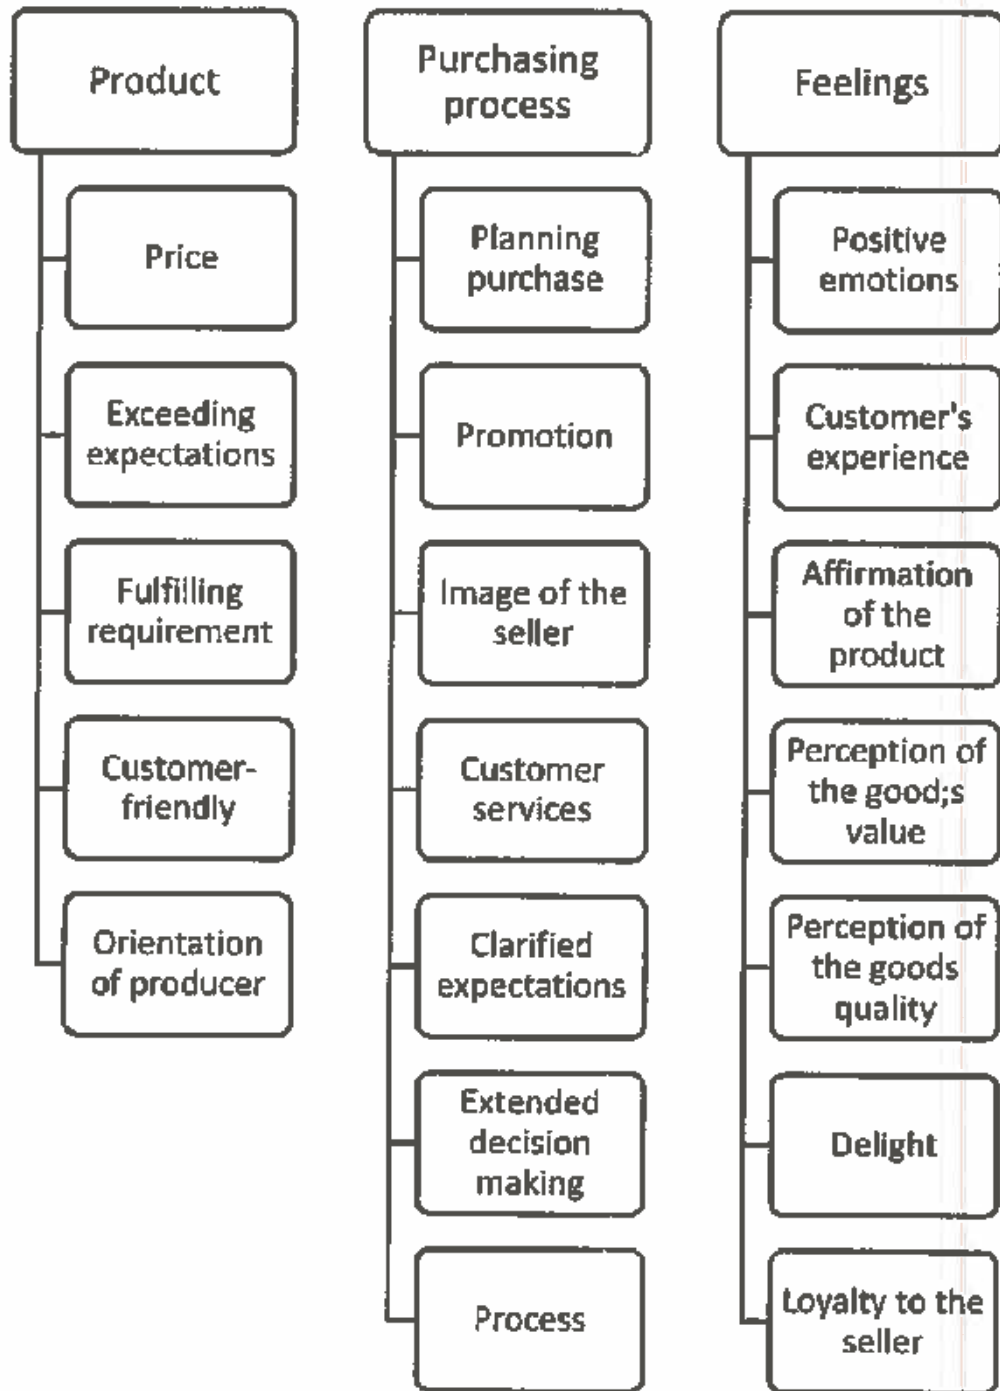 Product
Price
Exceeding
expectations
Fulfilling
requirement
Customer-
friendly
Orientation
of producer
Purchasing
process
Planning
purchase
Promotion
Image of the
seller
Customer
services
Clarified
expectations
Extended
decision
making
Process
Feelings
Positive
emotions
Customer's
experience
Affirmation
of the
product
Perception of
the good;s
value
Perception of
the goods
quality
Delight
Loyalty to the
seller